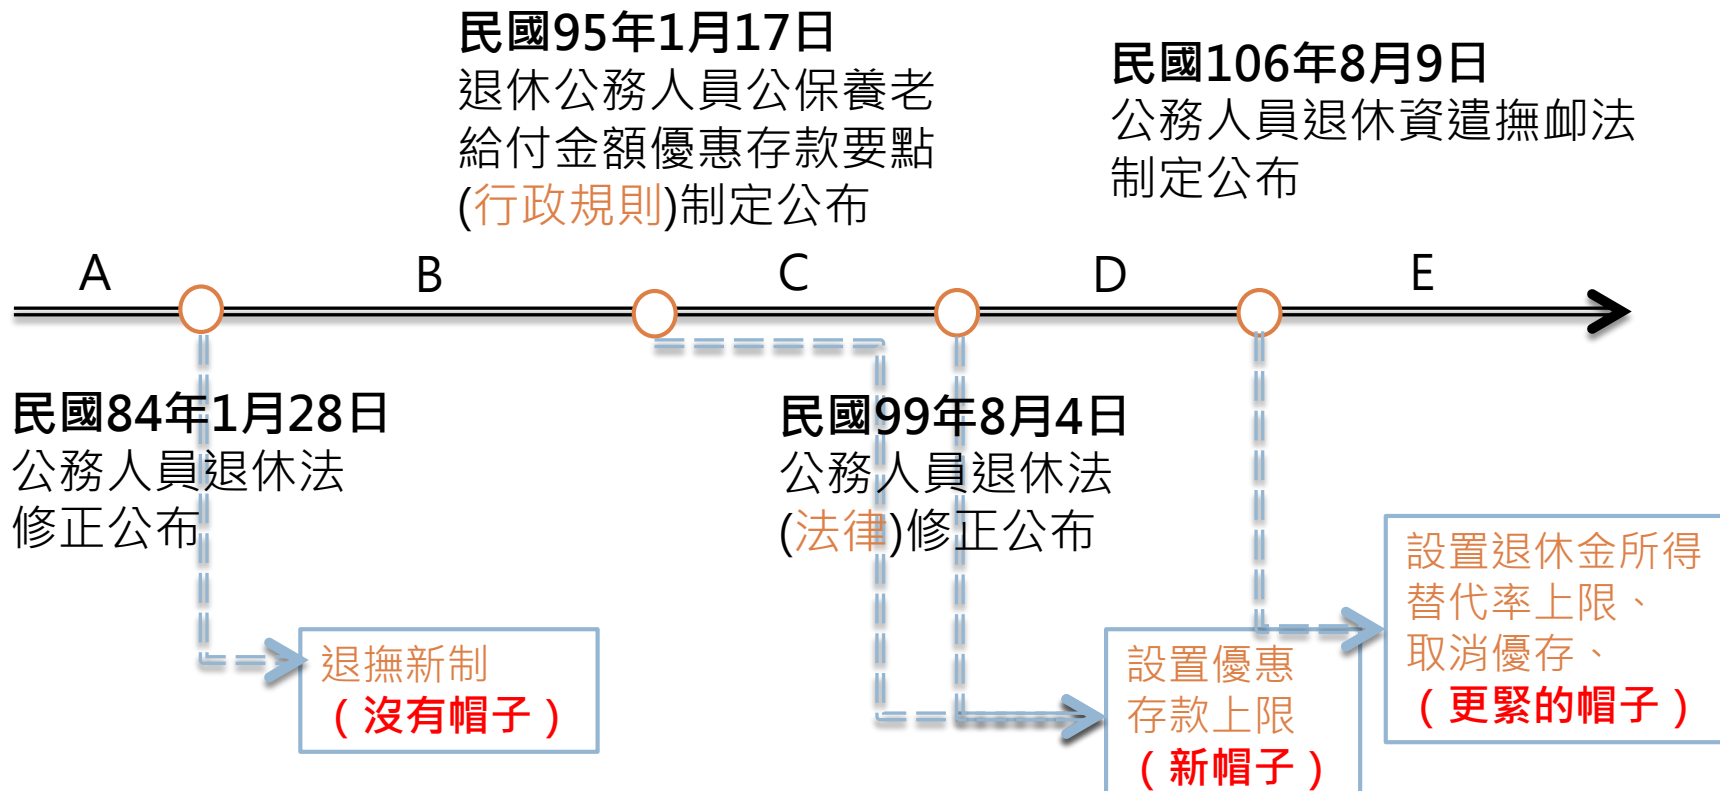 民國95年1月17日
退休公務人員公保養老
給付金額優惠存款要點
(行政規則)制定公布
民國106年8月9日
公務人員退休資遣撫卹法
制定公布
A
B
C
D
E
民國84年1月28日
公務人員退休法
修正公布
民國99年8月4日
公務人員退休法
(法律)修正公布
退撫新制
（沒有帽子）
設置優惠
存款上限
（新帽子）
設置退休金所得
替代率上限、
取消優存、
（更緊的帽子）